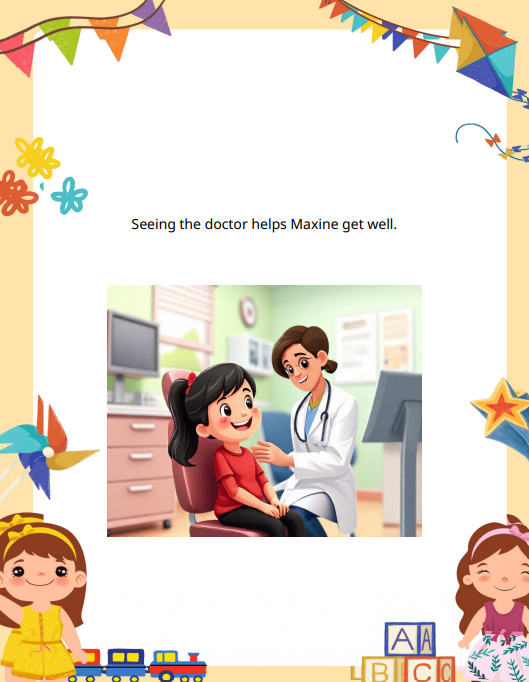 Seeing the doctor helps Maxine get well.
A A
L B I C C